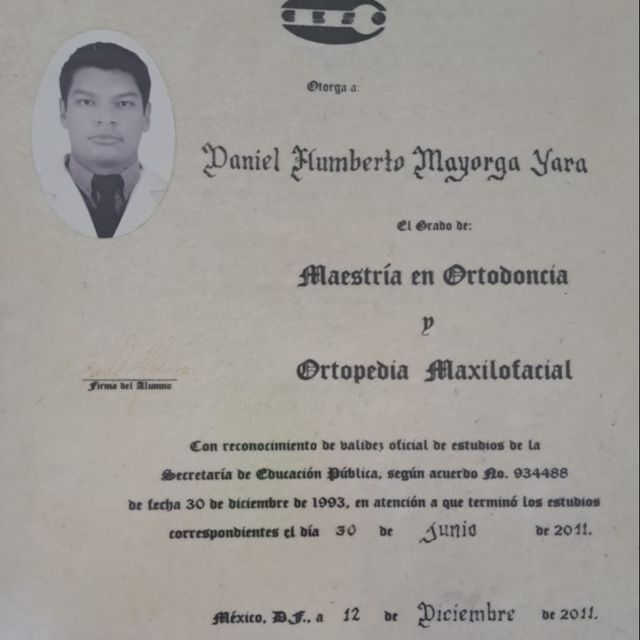 CESO
Otorga a:
Daniel Humberto Mayorga Yara
El Grado de:
Maestría en Ortodoncia
y
Ortopedia Maxilofacial
Firma del Alumno
Con reconocimiento de validez oficial de estudios de la
Secretaría de Educación Pública, según acuerdo No. 934488
de fecha 30 de diciembre de 1993, en atención a que terminó los estudios
correspondientes el día 30 de Junio de 2011.
México, D.F., a 12 de Diciembre de 2011.